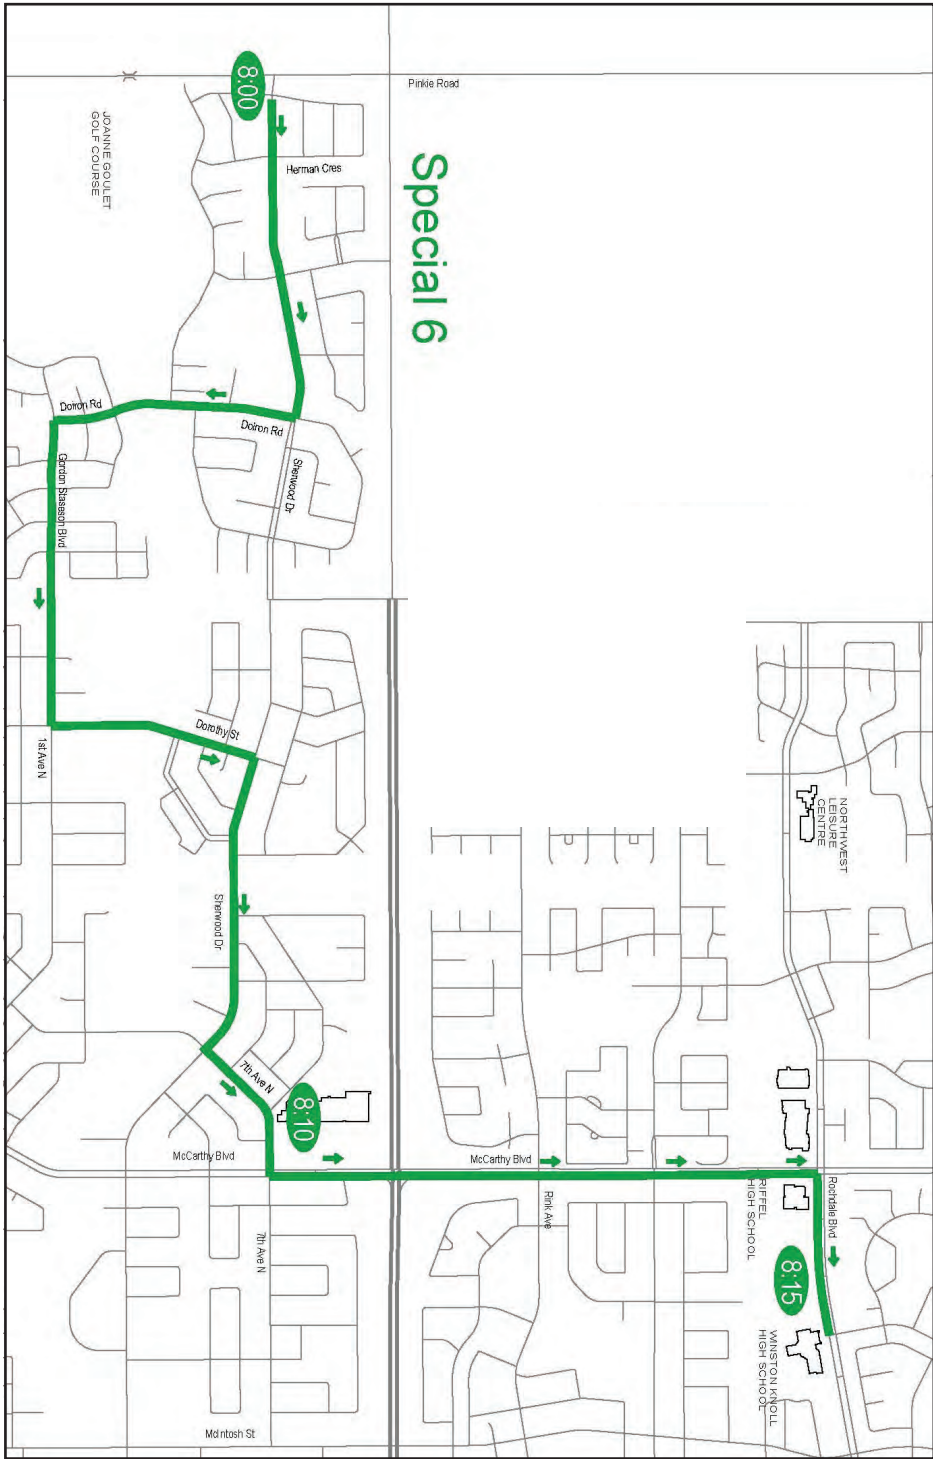 Pinkie Road
8:00
JOANNE GOULET
GOLF COURSE
Herman Cres
Special 6
Doiron Rd
Doiron Rd
Sherwood Dr
Gordon Staseson Blvd
Dorothy St
1st Ave N
NORTHWEST
LEISURE
CENTRE
Sherwood Dr
7th Ave N
8:10
McCarthy Blvd
McCarthy Blvd
Rink Ave
RIFFEL
HIGH SCHOOL
Rochdale Blvd
7th Ave N
8:15
WINSTON KNOLL
HIGH SCHOOL
McIntosh St